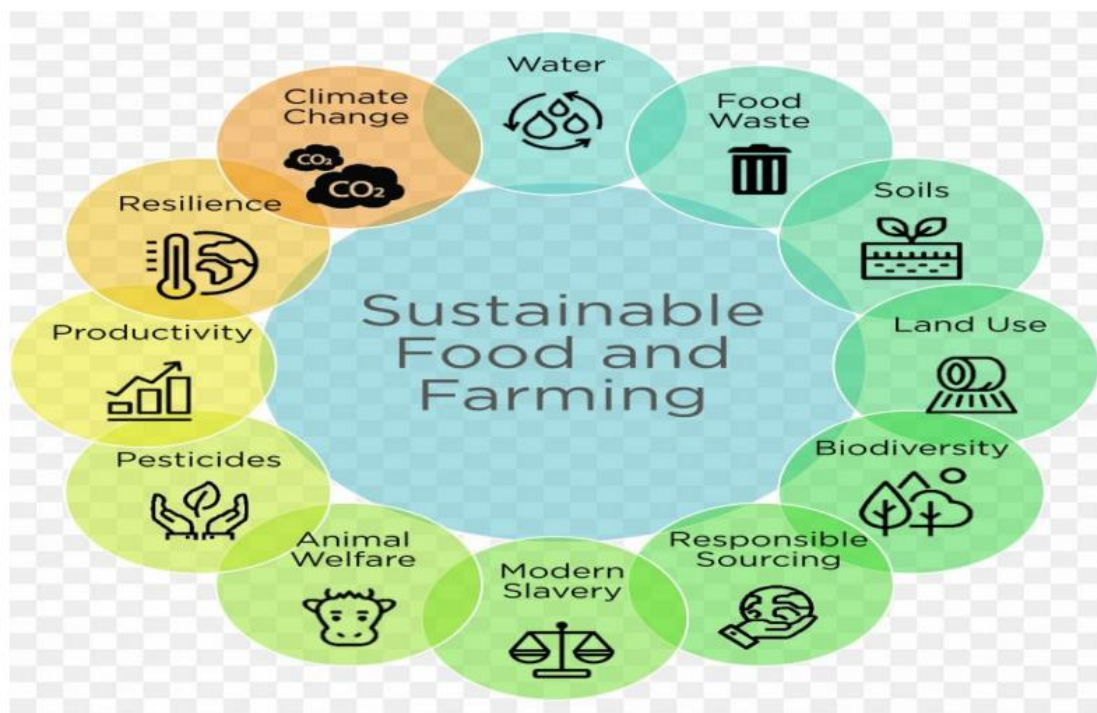 Sustainable
Food and
Farming
Water
Food
Waste
Soils
Land Use
Biodiversity
Responsible
Sourcing
Modern
Slavery
Animal
Welfare
Pesticides
Productivity
Resilience
Climate
Change
CO₂
CO₂